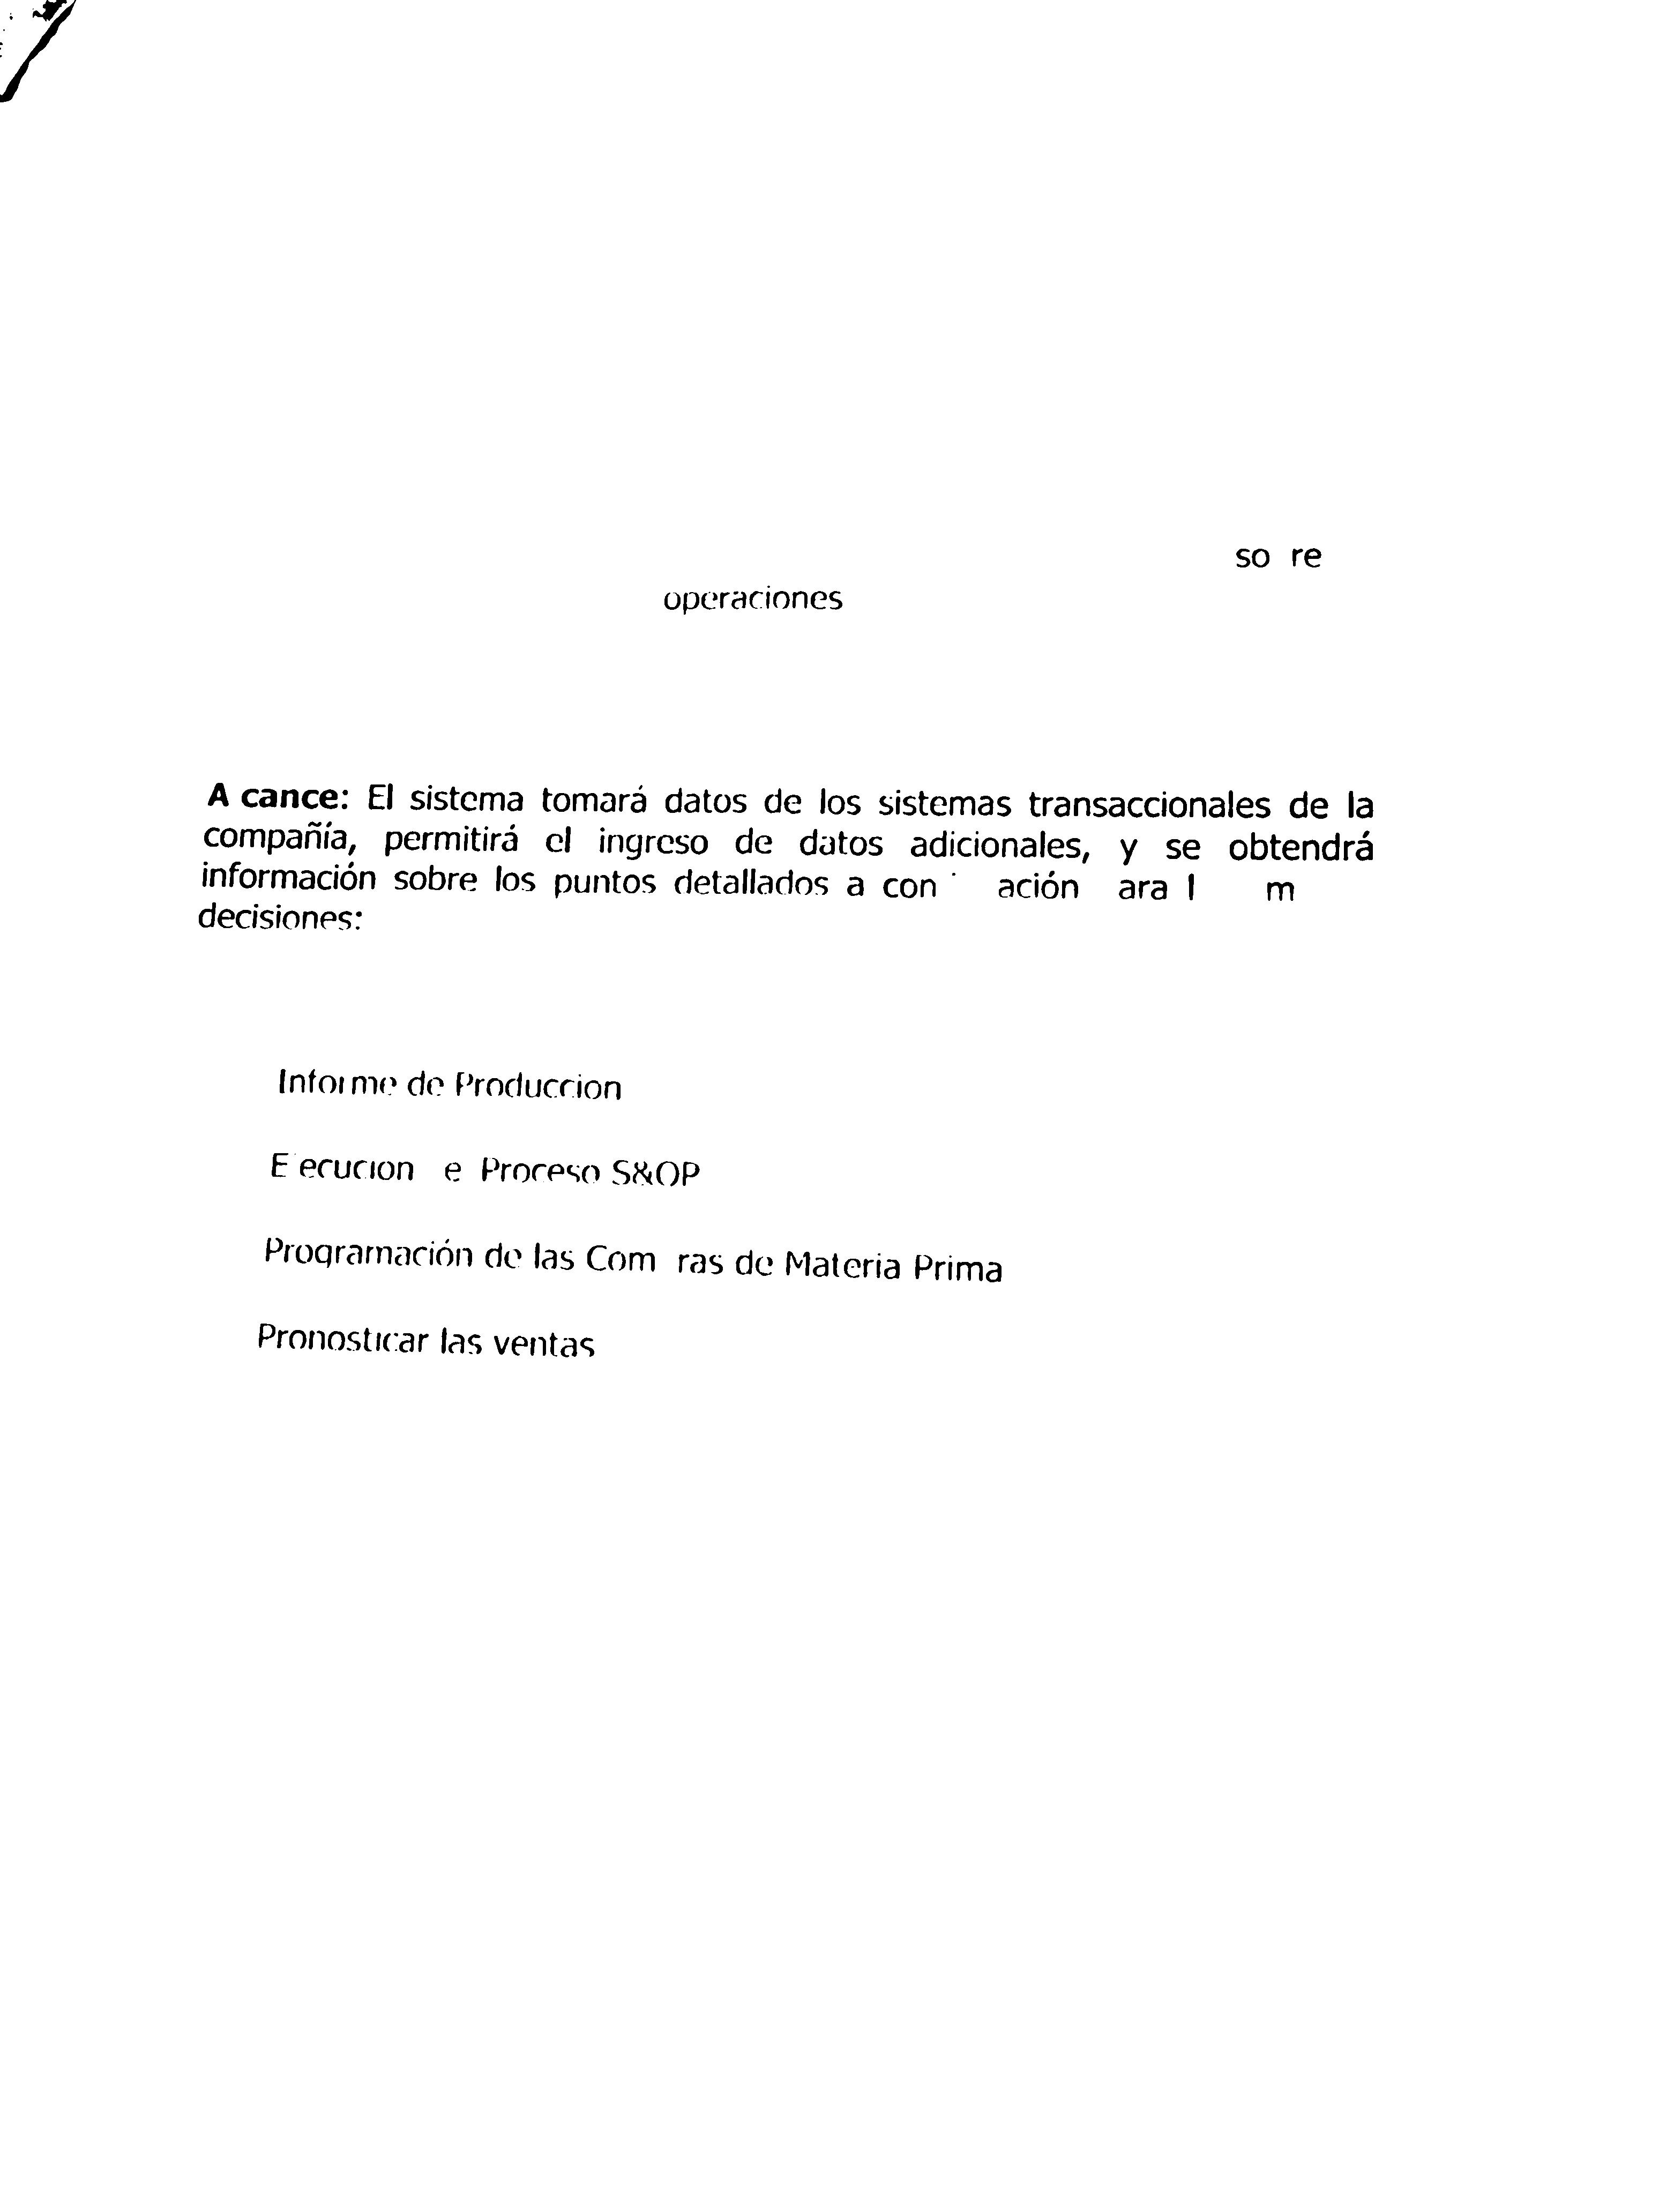 so re
operaciones
A cance: El sistema tomará datos de los sistemas transaccionales de la
compañía, permitirá el ingreso de datos adicionales, y se obtendrá
información sobre los puntos detallados a con ación ara l m
decisiones:
Informe de Produccion
E ecucion e Proceso S&OP
Programación de las Com ras de Materia Prima
Pronosticar las ventas